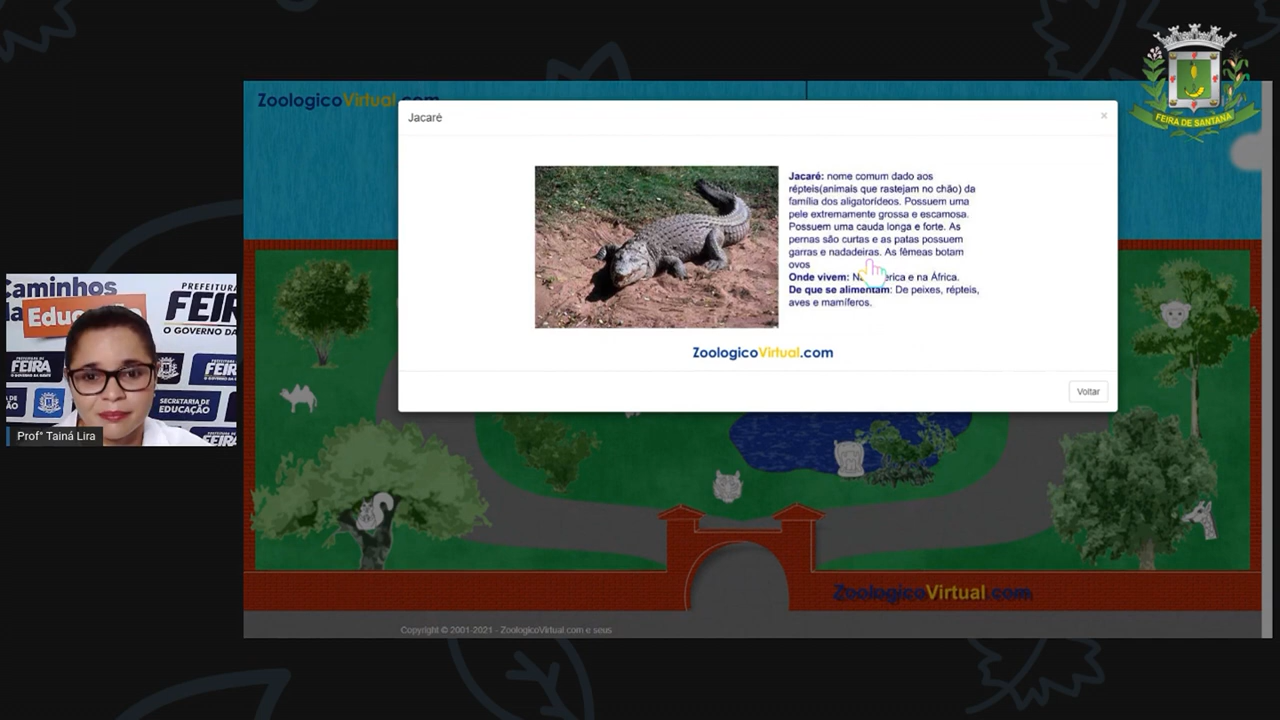 FEIRA DE SANTANA
ZoologicoVirtual.com
Jacaré
×
Jacaré: nome comum dado aos
répteis(animais que rastejam no chão) da
família dos aligatorídeos. Possuem uma
pele extremamente grossa e escamosa.
Possuem uma cauda longa e forte. As
pernas são curtas e as patas possuem
garras e nadadeiras. As fêmeas botam
ovos
Onde vivem: e na África.
De que se alimentam: De peixes, répteis,
aves e mamíferos.
ZoologicoVirtual.com
Voltar
Caminhos
PREFEITURA
FEIRA
O GOVERNO DA
FEIRA
FEIRA
SECRETARIA DE
EDUCAÇÃO
FEIRA
Profª Tainá Lira
ZoologicoVirtual.com
Copyright © 2001-2021 - ZoologicoVirtual.com e seus